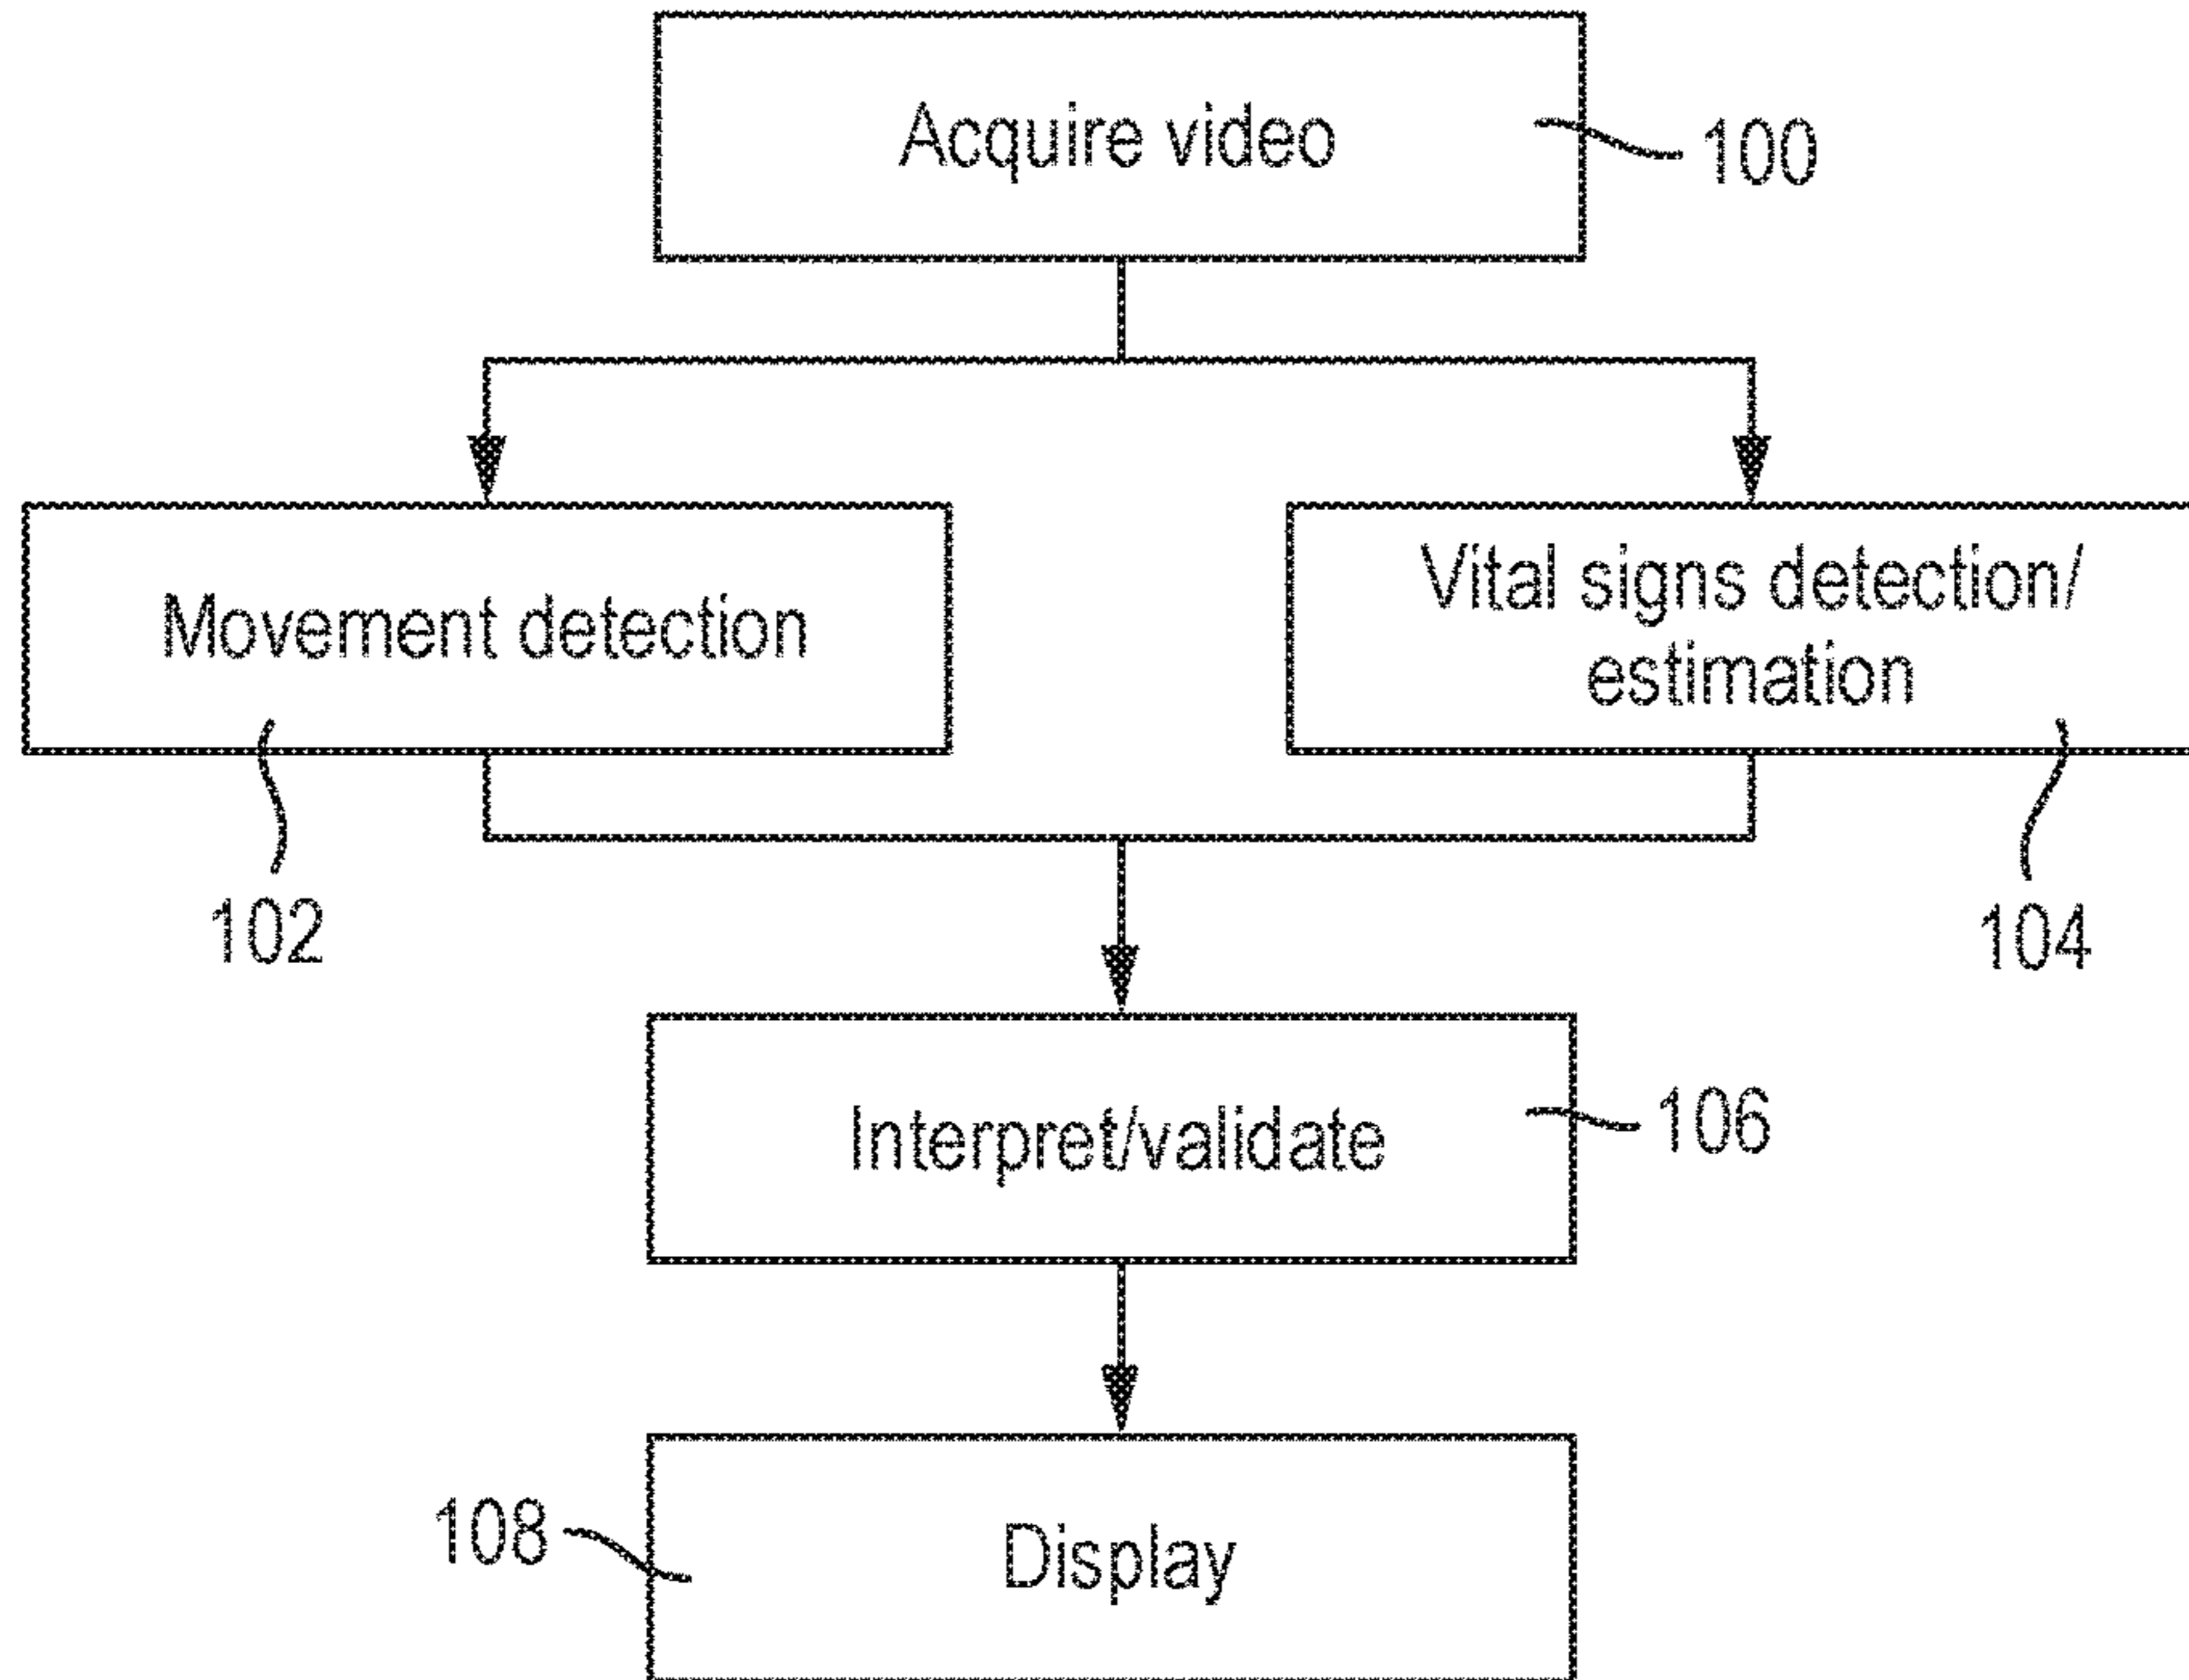 Acquire video
100
Movement detection
Vital signs detection/
estimation
102
104
Interpret/validate
106
108
Display